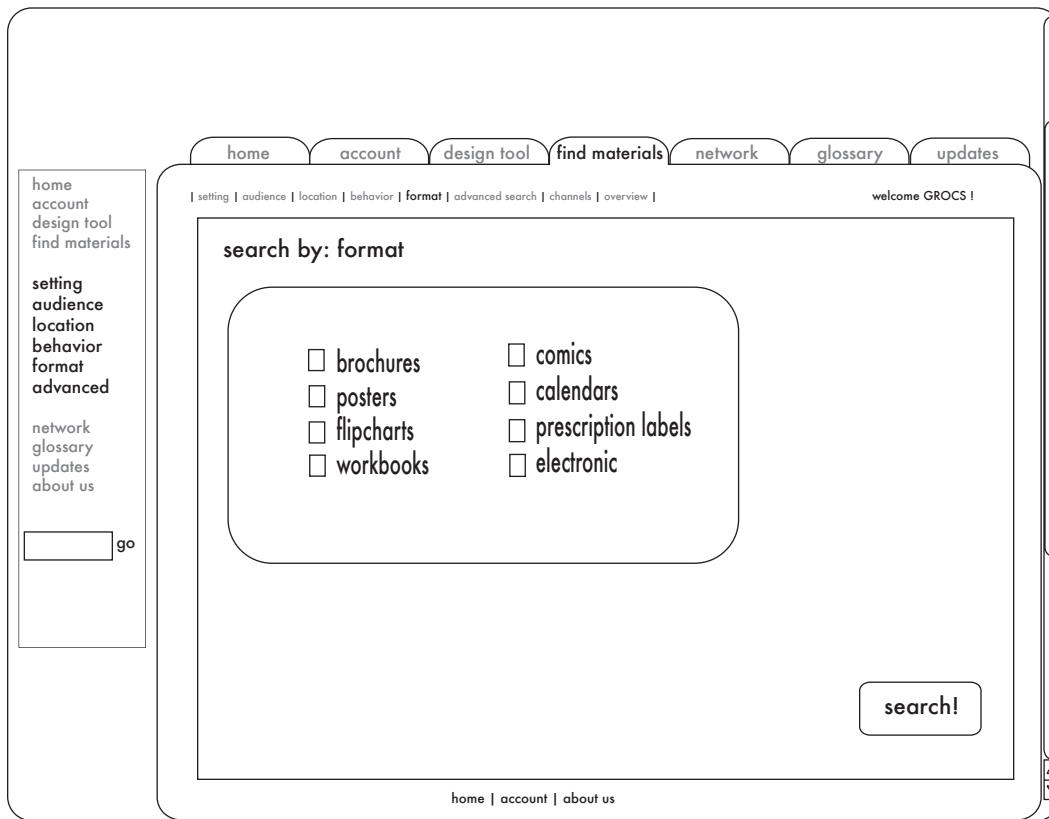 home account design tool find materials network glossary updates
| setting | audience | location | behavior | format | advanced search | channels | overview |
welcome GROCS !
home
account
design tool
find materials
setting
audience
location
behavior
format
advanced
network
glossary
updates
about us
go
search by: format
brochures
posters
flipcharts
workbooks
comics
calendars
prescription labels
electronic
search!
home | account | about us